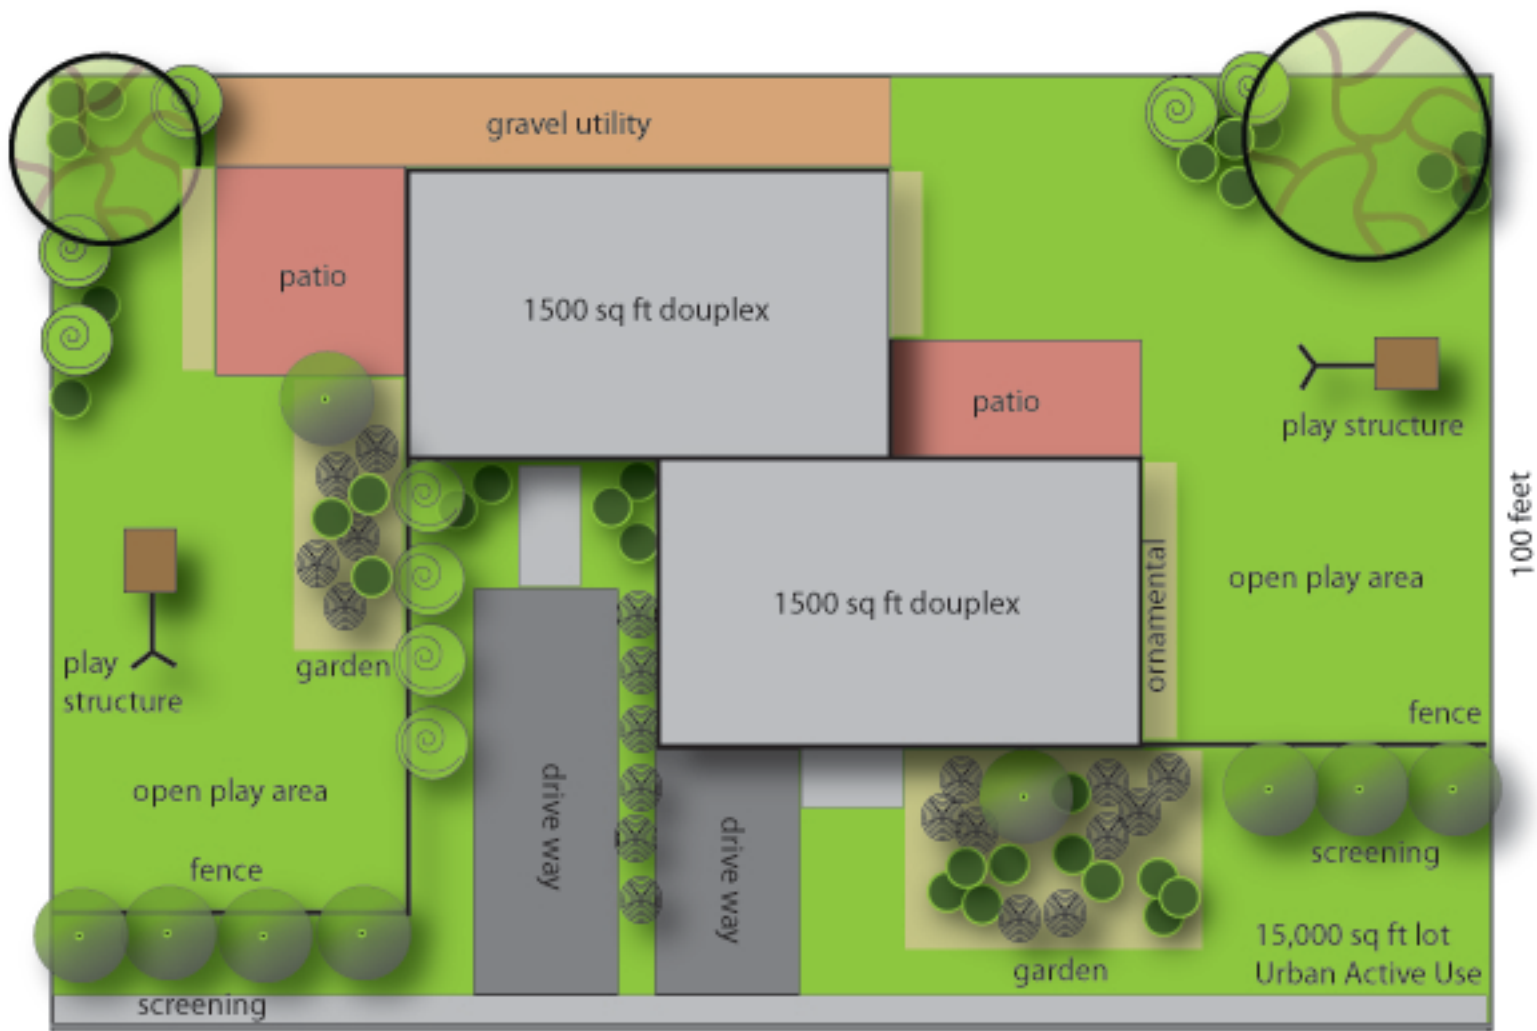 gravel utility
patio
1500 sq ft douplex
patio
play structure
100 feet
open play area
1500 sq ft douplex
ornamental
garden
play
structure
fence
open play area
drive way
drive way
fence
screening
15,000 sq ft lot
Urban Active Use
garden
screening